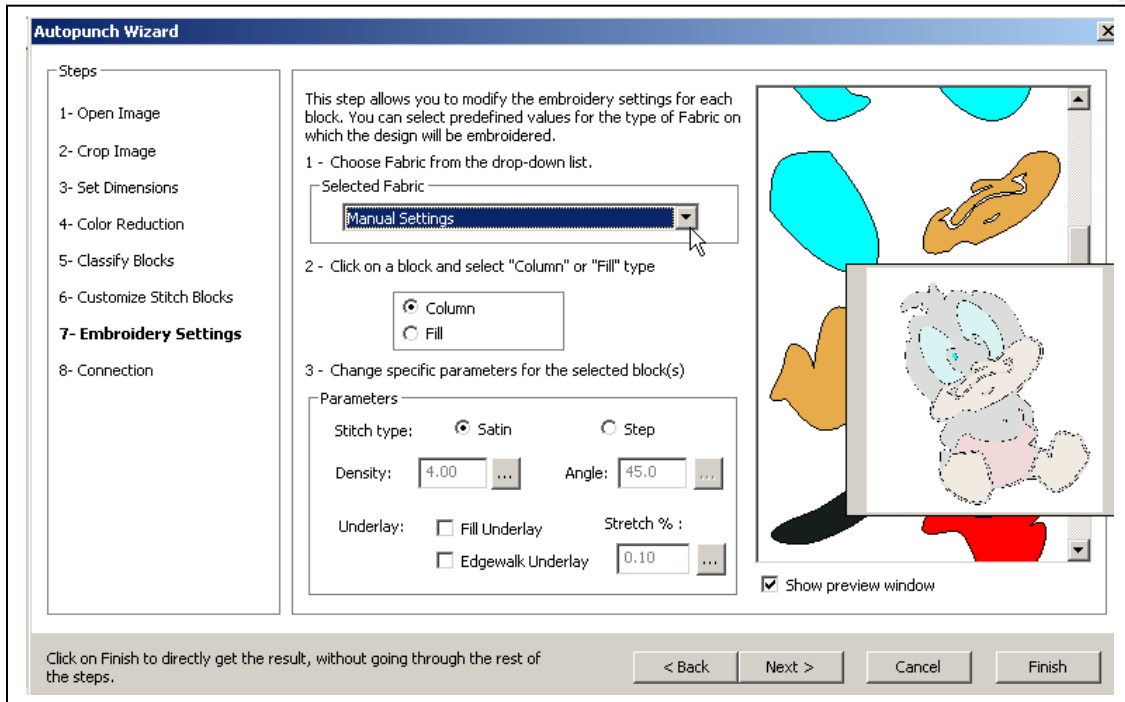 Autopunch Wizard
Steps
1- Open Image
2- Crop Image
3- Set Dimensions
4- Color Reduction
5- Classify Blocks
6- Customize Stitch Blocks
7- Embroidery Settings
8- Connection
This step allows you to modify the embroidery settings for each
block. You can select predefined values for the type of Fabric on
which the design will be embroidered.
1 - Choose Fabric from the drop-down list.
Selected Fabric
Manual Settings
2 - Click on a block and select "Column" or "Fill" type
Column
Fill
3 - Change specific parameters for the selected block(s)
Parameters
Stitch type: Satin Step
Density: 4.00 ... Angle: 45.0 ...
Underlay: Fill Underlay Stretch % :
Edgewalk Underlay 0.10 ...
Show preview window
Click on Finish to directly get the result, without going through the rest of
the steps.
< Back Next > Cancel Finish